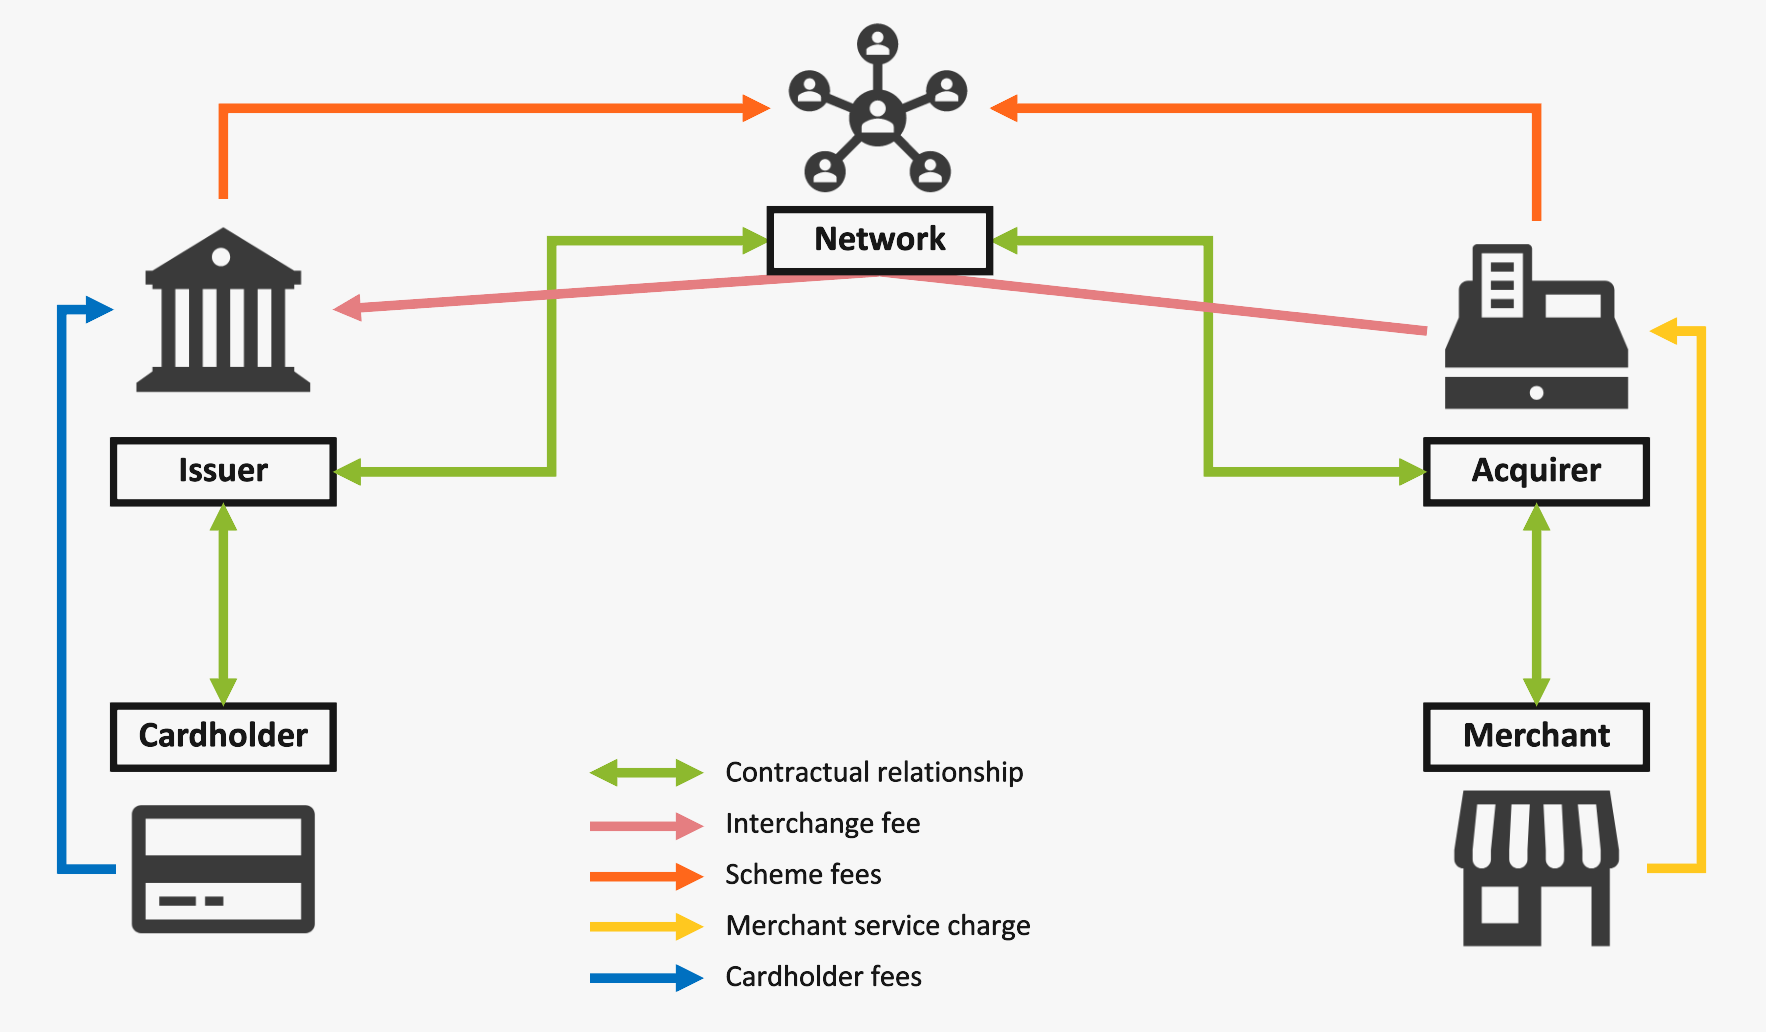 Network
Issuer
Acquirer
Cardholder
Merchant
Contractual relationship
Interchange fee
Scheme fees
Merchant service charge
Cardholder fees